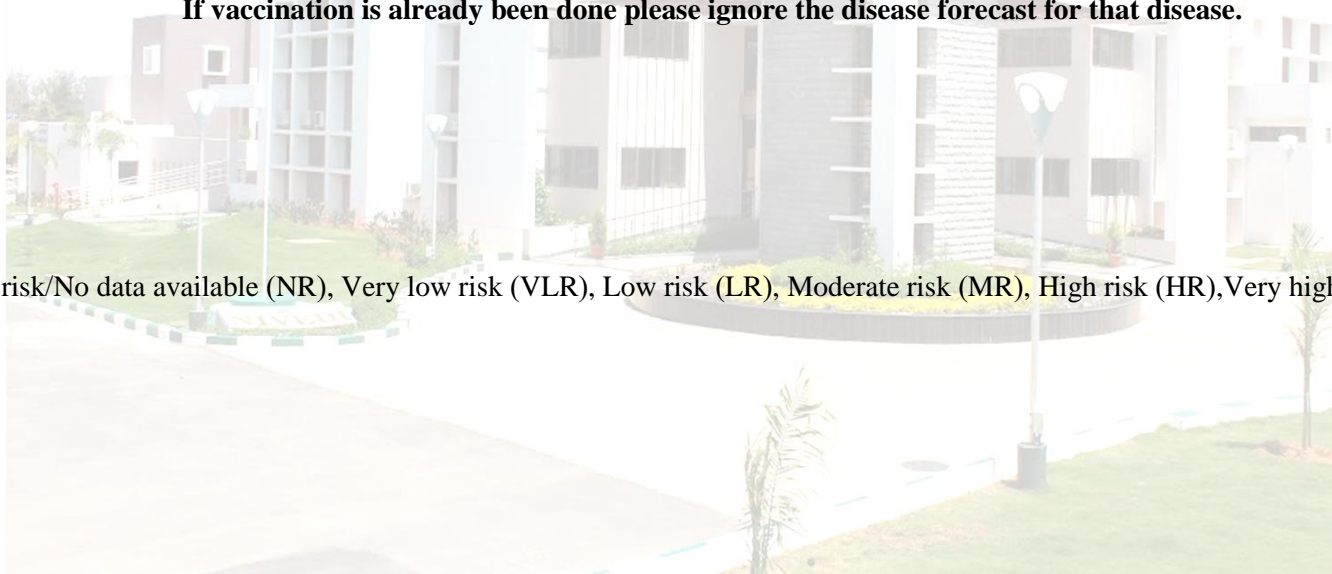 If vaccination is already been done please ignore the disease forecast for that disease.
risk/No data available (NR), Very low risk (VLR), Low risk (LR), Moderate risk (MR), High risk (HR),Very high